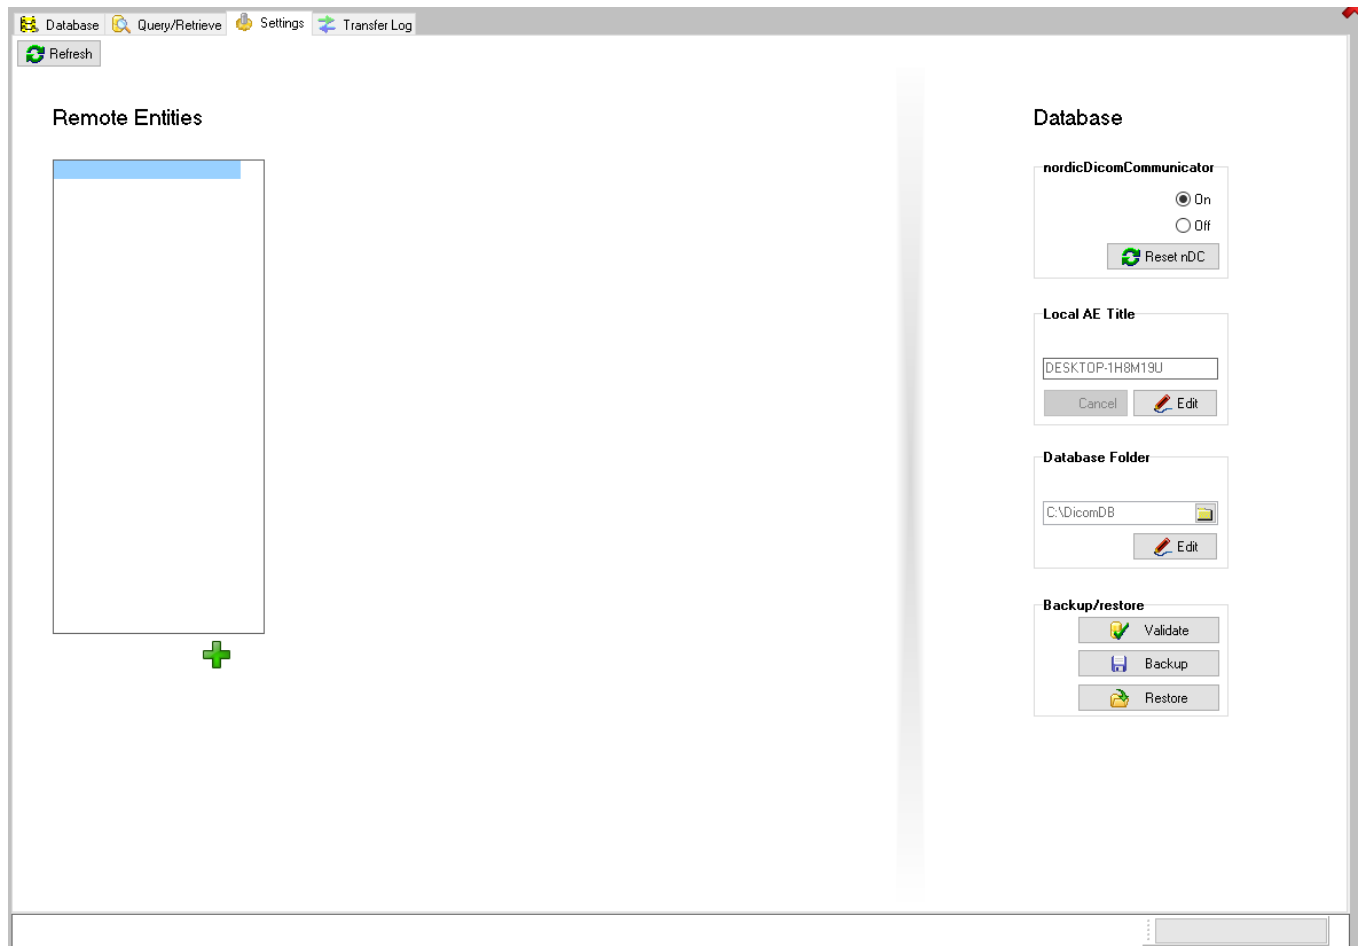 Database Query/Retrieve Settings Transfer Log
Refresh
Remote Entities
Database
nordicDicomCommunicator
On
Off
Reset nDC
Local AE Title
DESKTOP-1H8M19U
Cancel Edit
Database Folder
C:\DicomDB
Edit
Backup/restore
Validate
Backup
Restore